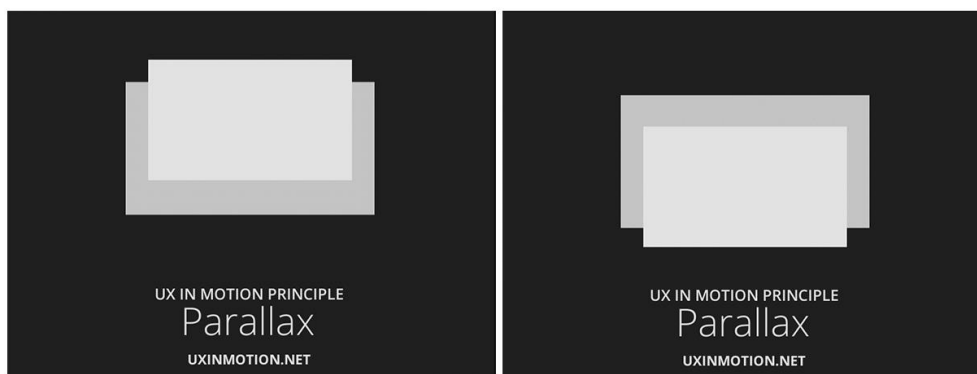 UX IN MOTION PRINCIPLE
Parallax
UXINMOTION.NET
UX IN MOTION PRINCIPLE
Parallax
UXINMOTION.NET